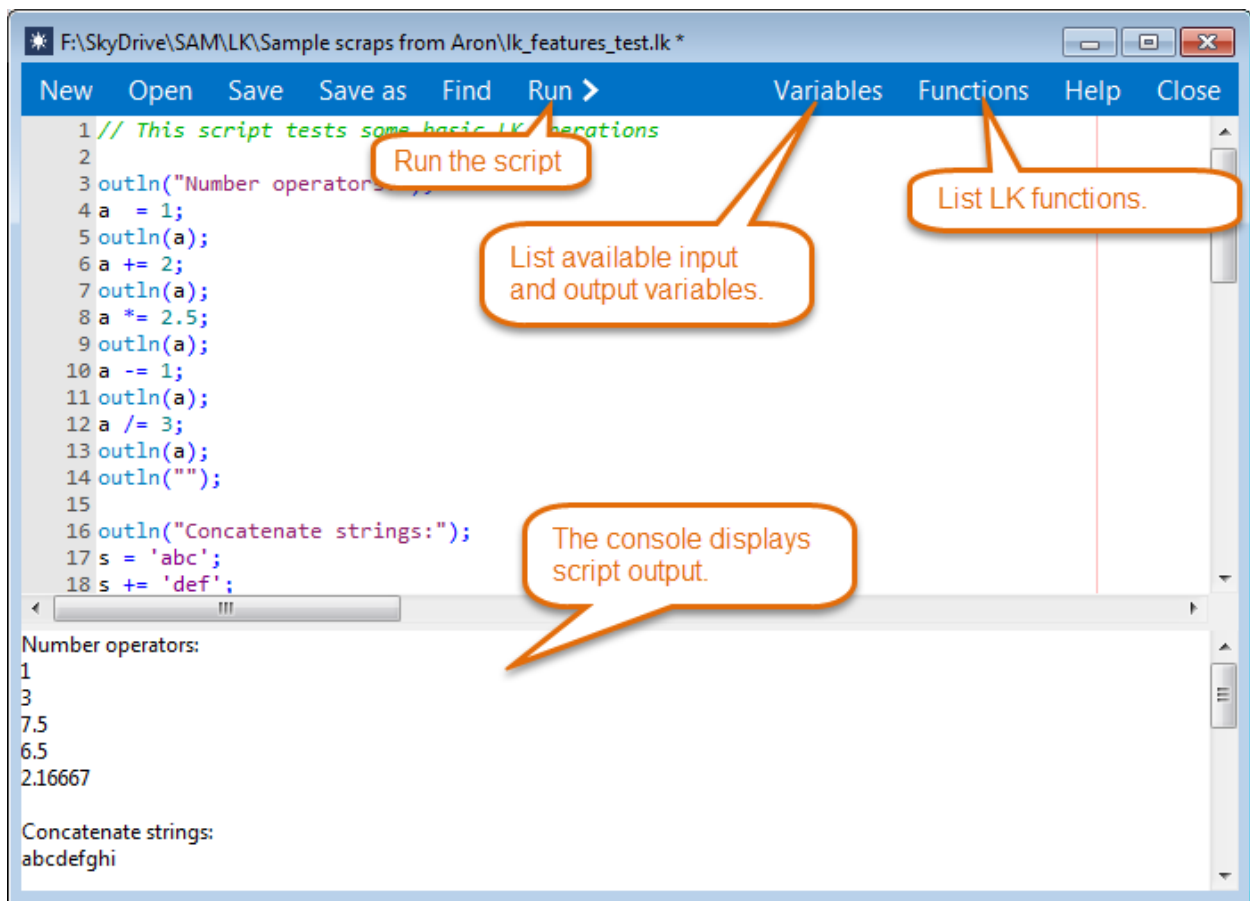 F:\SkyDrive\SAM\LK\Sample scraps from Aron\lk_features_test.lk *
New Open Save Save as Find Run > Variables Functions Help Close
1 // This script tests some basic LK operations
2
3 outln("Number operators:
4 a  = 1;
5 outln(a);
6 a += 2;
7 outln(a);
8 a *= 2.5;
9 outln(a);
10 a -= 1;
11 outln(a);
12 a /= 3;
13 outln(a);
14 outln("");
15
16 outln("Concatenate strings:");
17 s = 'abc';
18 s += 'def';
Run the script
List available input
and output variables.
List LK functions.
The console displays
script output.
Number operators:
1
3
7.5
6.5
2.16667
Concatenate strings:
abcdefghi